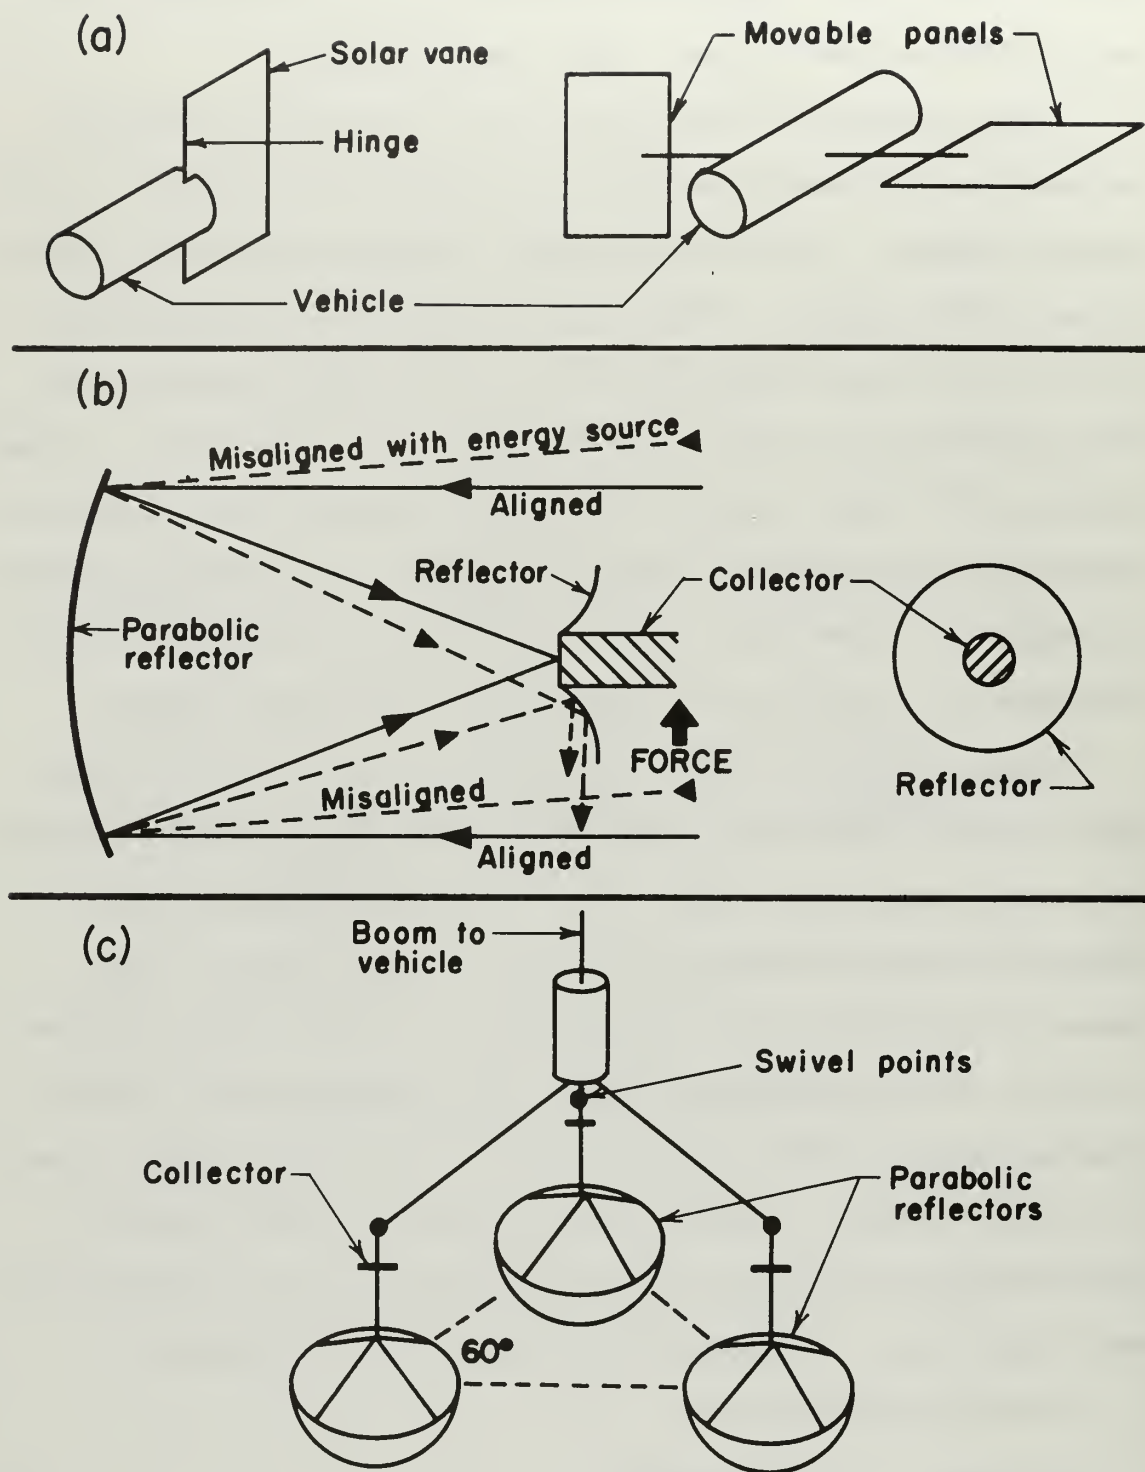 (a)
Solar vane
Hinge
Vehicle
Movable panels
(b)
Misaligned with energy source
Aligned
Reflector
Collector
Parabolic
reflector
FORCE
Misaligned
Aligned
Reflector
(c)
Boom to
vehicle
Swivel points
Collector
Parabolic
reflectors
60°